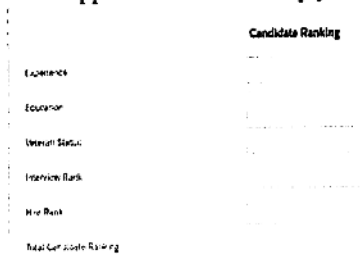 Candidate Ranking
Experience
Education
Veteran Status
Interview Rank
Hire Rank
Total Candidate Ranking